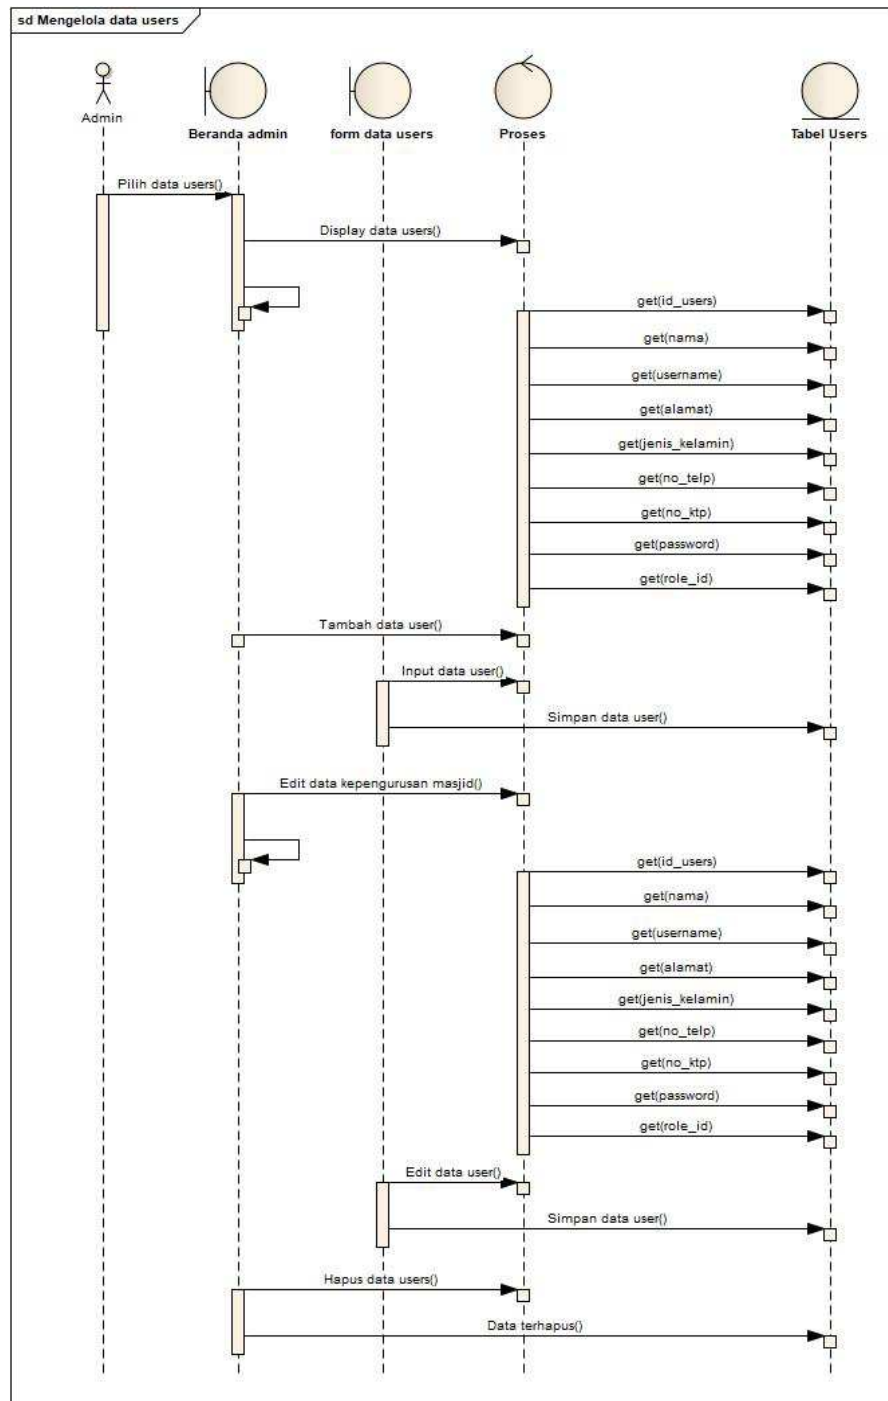 sd Mengelola data users
Admin
Beranda admin
form data users
Proses
Tabel Users
Pilih data users()
Display data users()
get(id_users)
get(nama)
get(username)
get(alamat)
get(jenis_kelamin)
get(no_telp)
get(no_ktp)
get(password)
get(role_id)
Tambah data user()
Input data user()
Simpan data user()
Edit data kepengurusan masjid()
get(id_users)
get(nama)
get(username)
get(alamat)
get(jenis_kelamin)
get(no_telp)
get(no_ktp)
get(password)
get(role_id)
Edit data user()
Simpan data user()
Hapus data users()
Data terhapus()